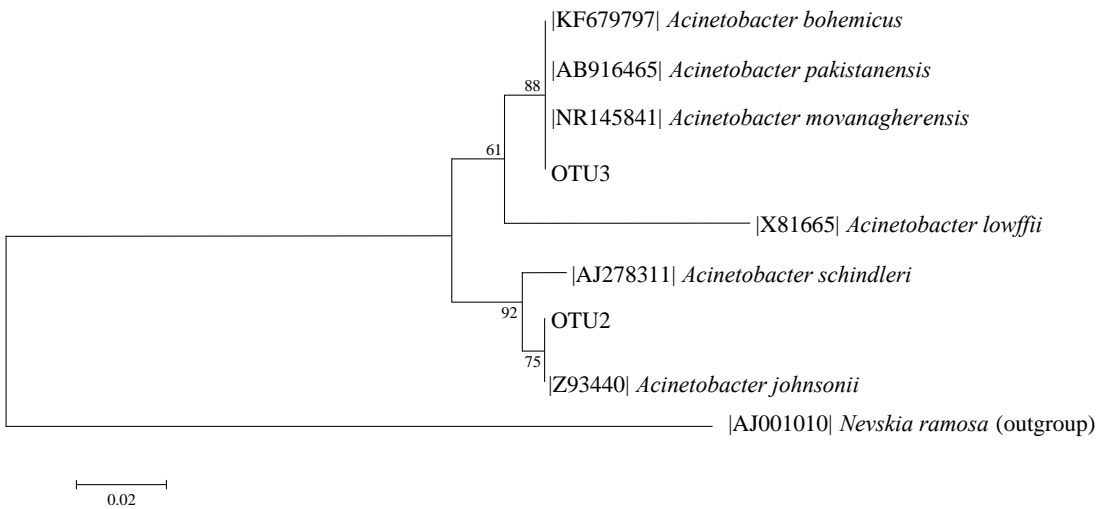 |KF679797| Acinetobacter bohemicus
|AB916465| Acinetobacter pakistanensis
88
|NR145841| Acinetobacter movanagherensis
61
OTU3
|X81665| Acinetobacter lowffii
|AJ278311| Acinetobacter schindleri
92
OTU2
75
|Z93440| Acinetobacter johnsonii
|AJ001010| Nevskia ramosa (outgroup)
0.02